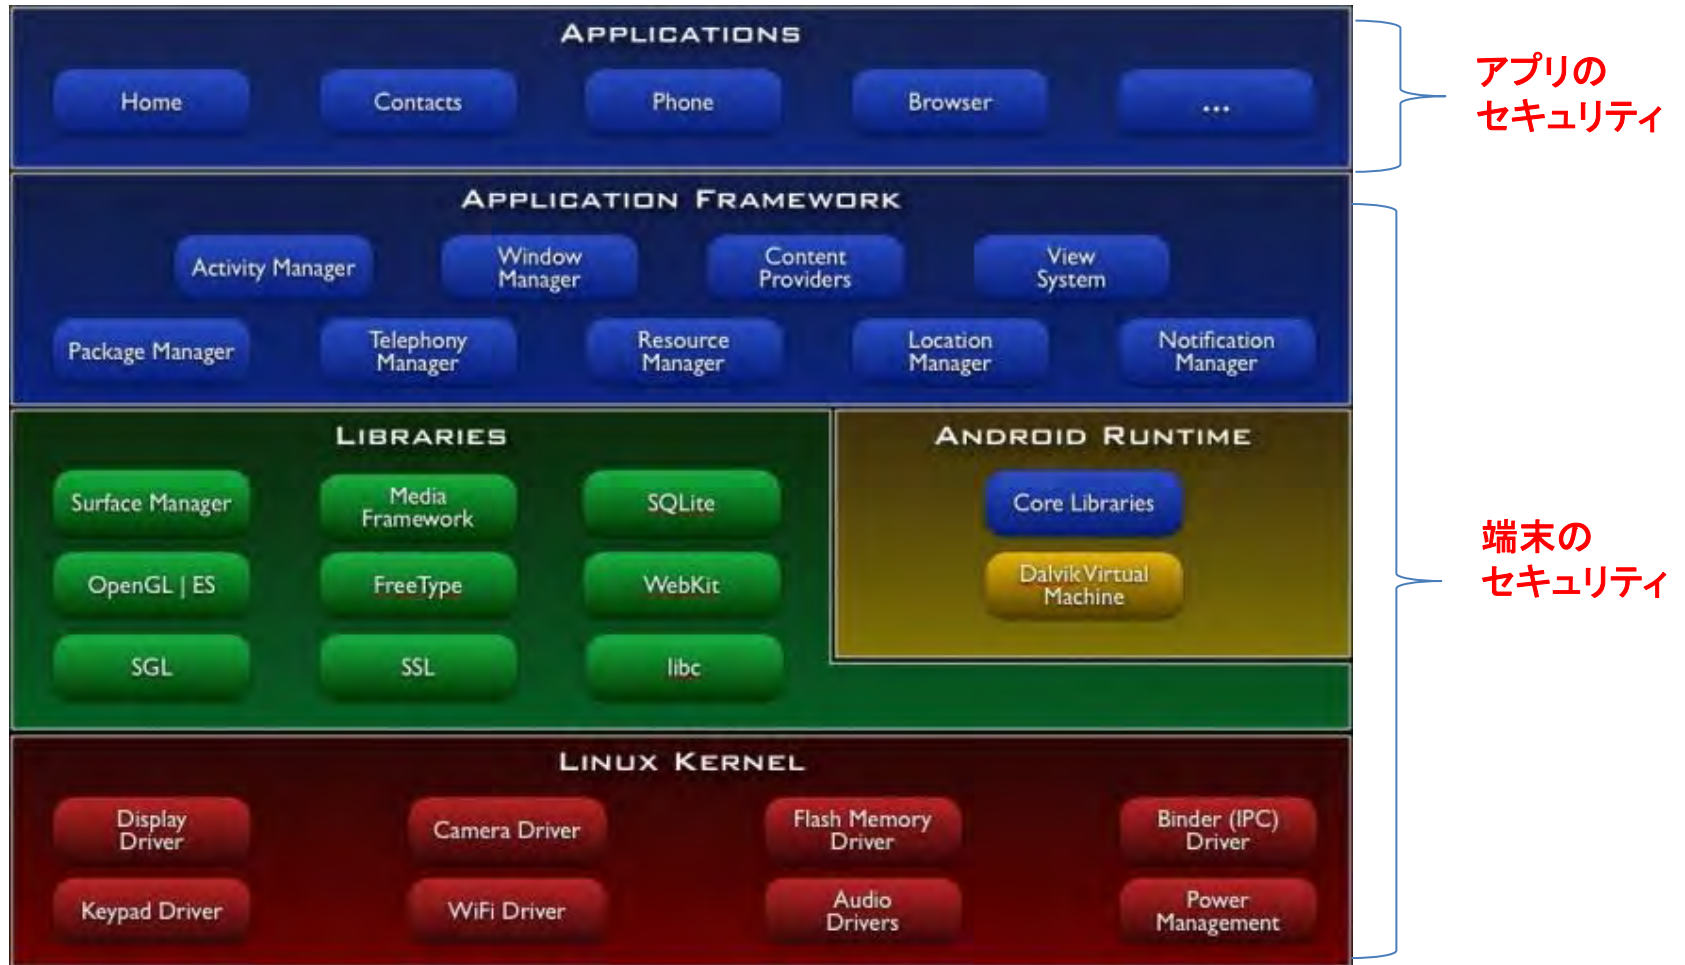 APPLICATIONS
Home
Contacts
Phone
Browser
...
アプリの
セキュリティ
APPLICATION FRAMEWORK
Activity Manager
Window
Manager
Content
Providers
View
System
Package Manager
Telephony
Manager
Resource
Manager
Location
Manager
Notification
Manager
LIBRARIES
Surface Manager
Media
Framework
SQLite
OpenGL | ES
FreeType
WebKit
SGL
SSL
libc
ANDROID RUNTIME
Core Libraries
Dalvik Virtual
Machine
端末の
セキュリティ
LINUX KERNEL
Display
Driver
Camera Driver
Flash Memory
Driver
Binder (IPC)
Driver
Keypad Driver
WiFi Driver
Audio
Drivers
Power
Management